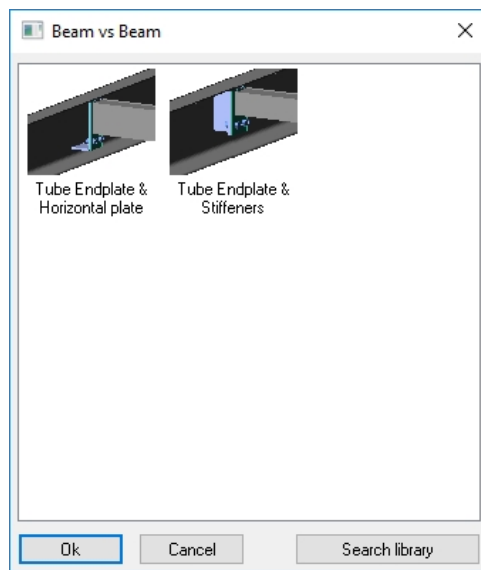 Beam vs Beam
Tube Endplate &
Horizontal plate
Tube Endplate &
Stiffeners
Ok
Cancel
Search library